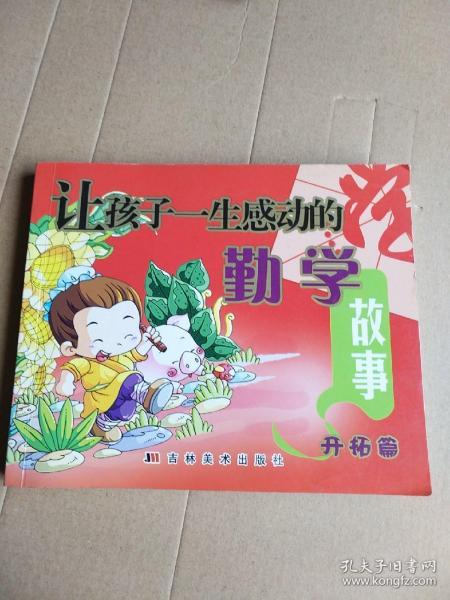 让孩子一生感动的
勤学
故事
开拓篇
JM 吉林美术出版社
孔夫子旧书网
www.kongfz.com